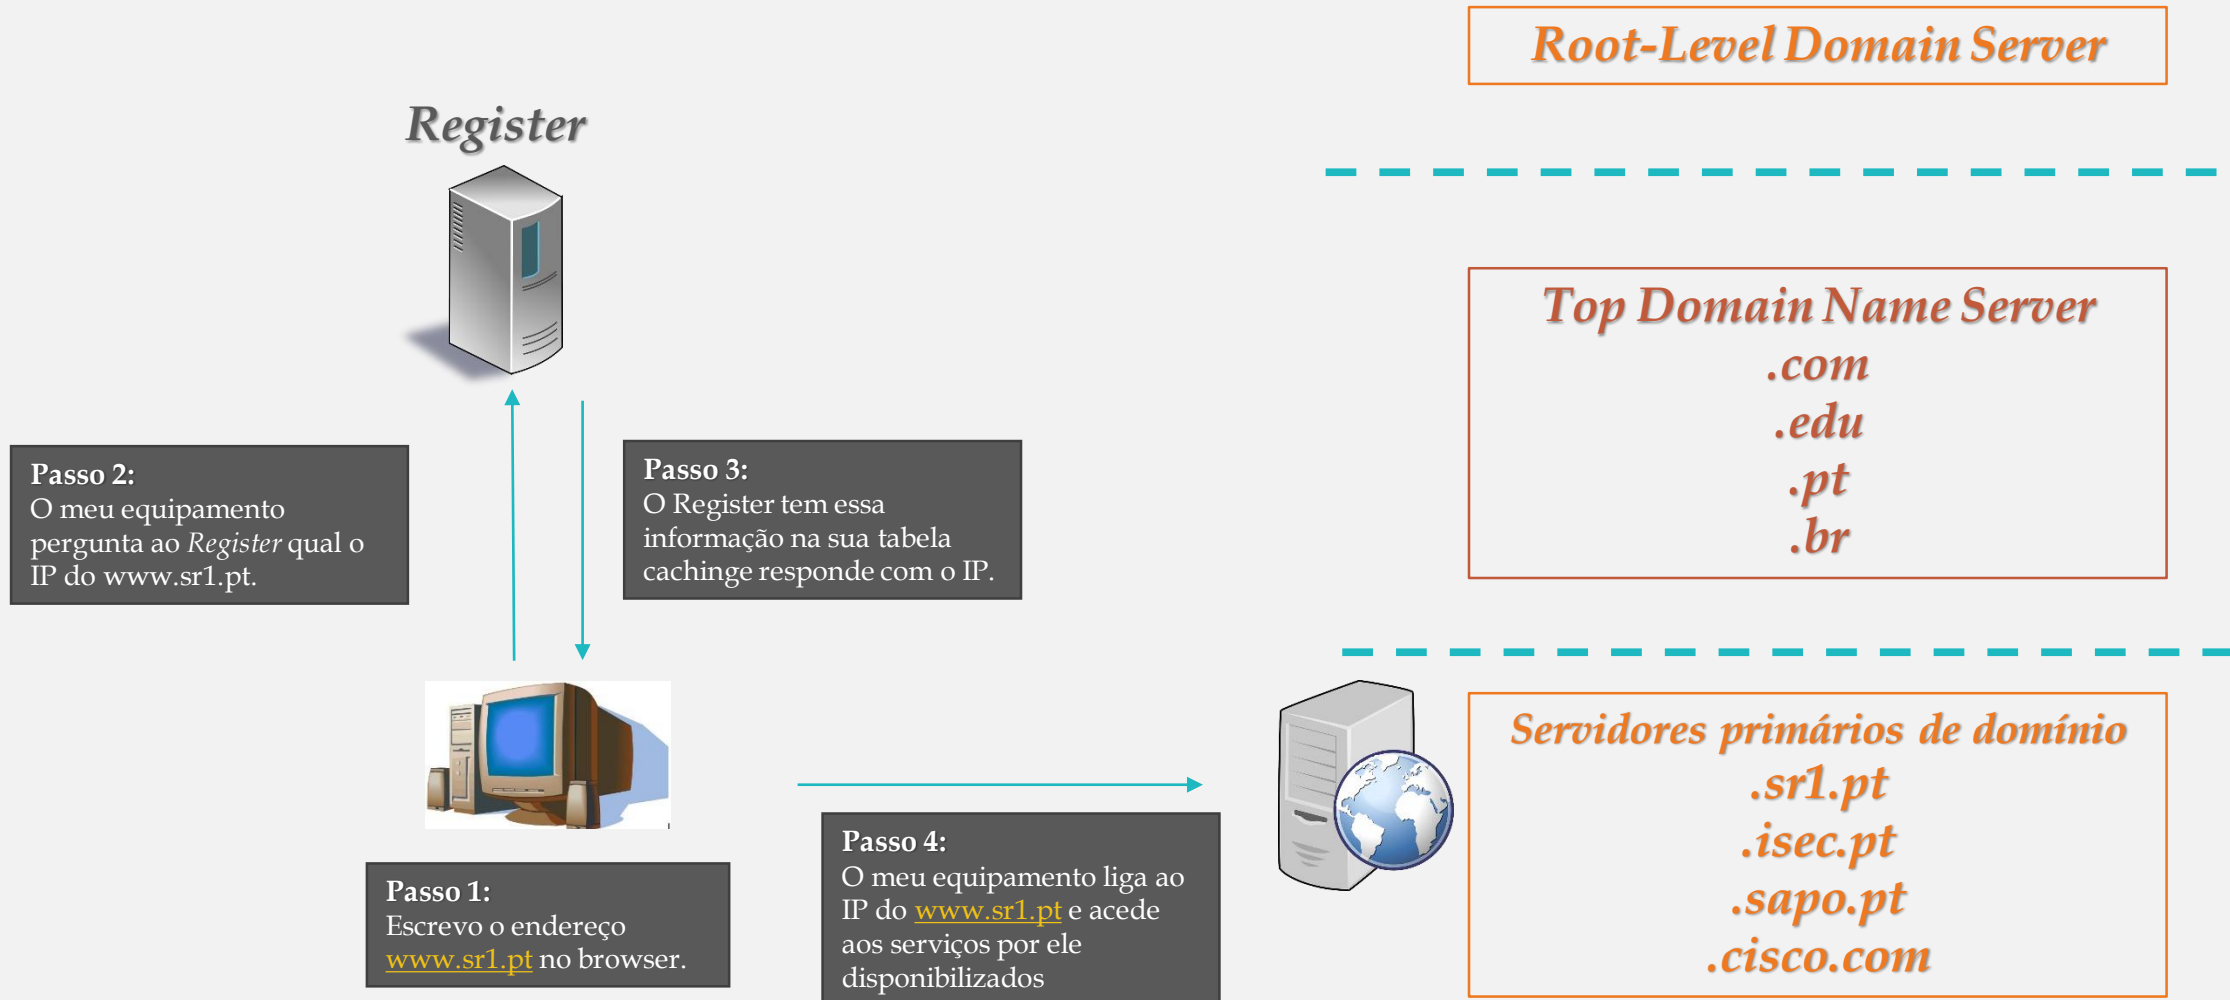 Root-Level Domain Server
Register
Top Domain Name Server
.com
.edu
.pt
.br
Passo 2:
O meu equipamento
pergunta ao Register qual o
IP do www.sr1.pt.
Passo 3:
O Register tem essa
informação na sua tabela
cachinge responde com o IP.
Servidores primários de domínio
.sr1.pt
.isec.pt
.sapo.pt
.cisco.com
Passo 1:
Escrevo o endereço
www.sr1.pt no browser.
Passo 4:
O meu equipamento liga ao
IP do www.sr1.pt e acede
aos serviços por ele
disponibilizados